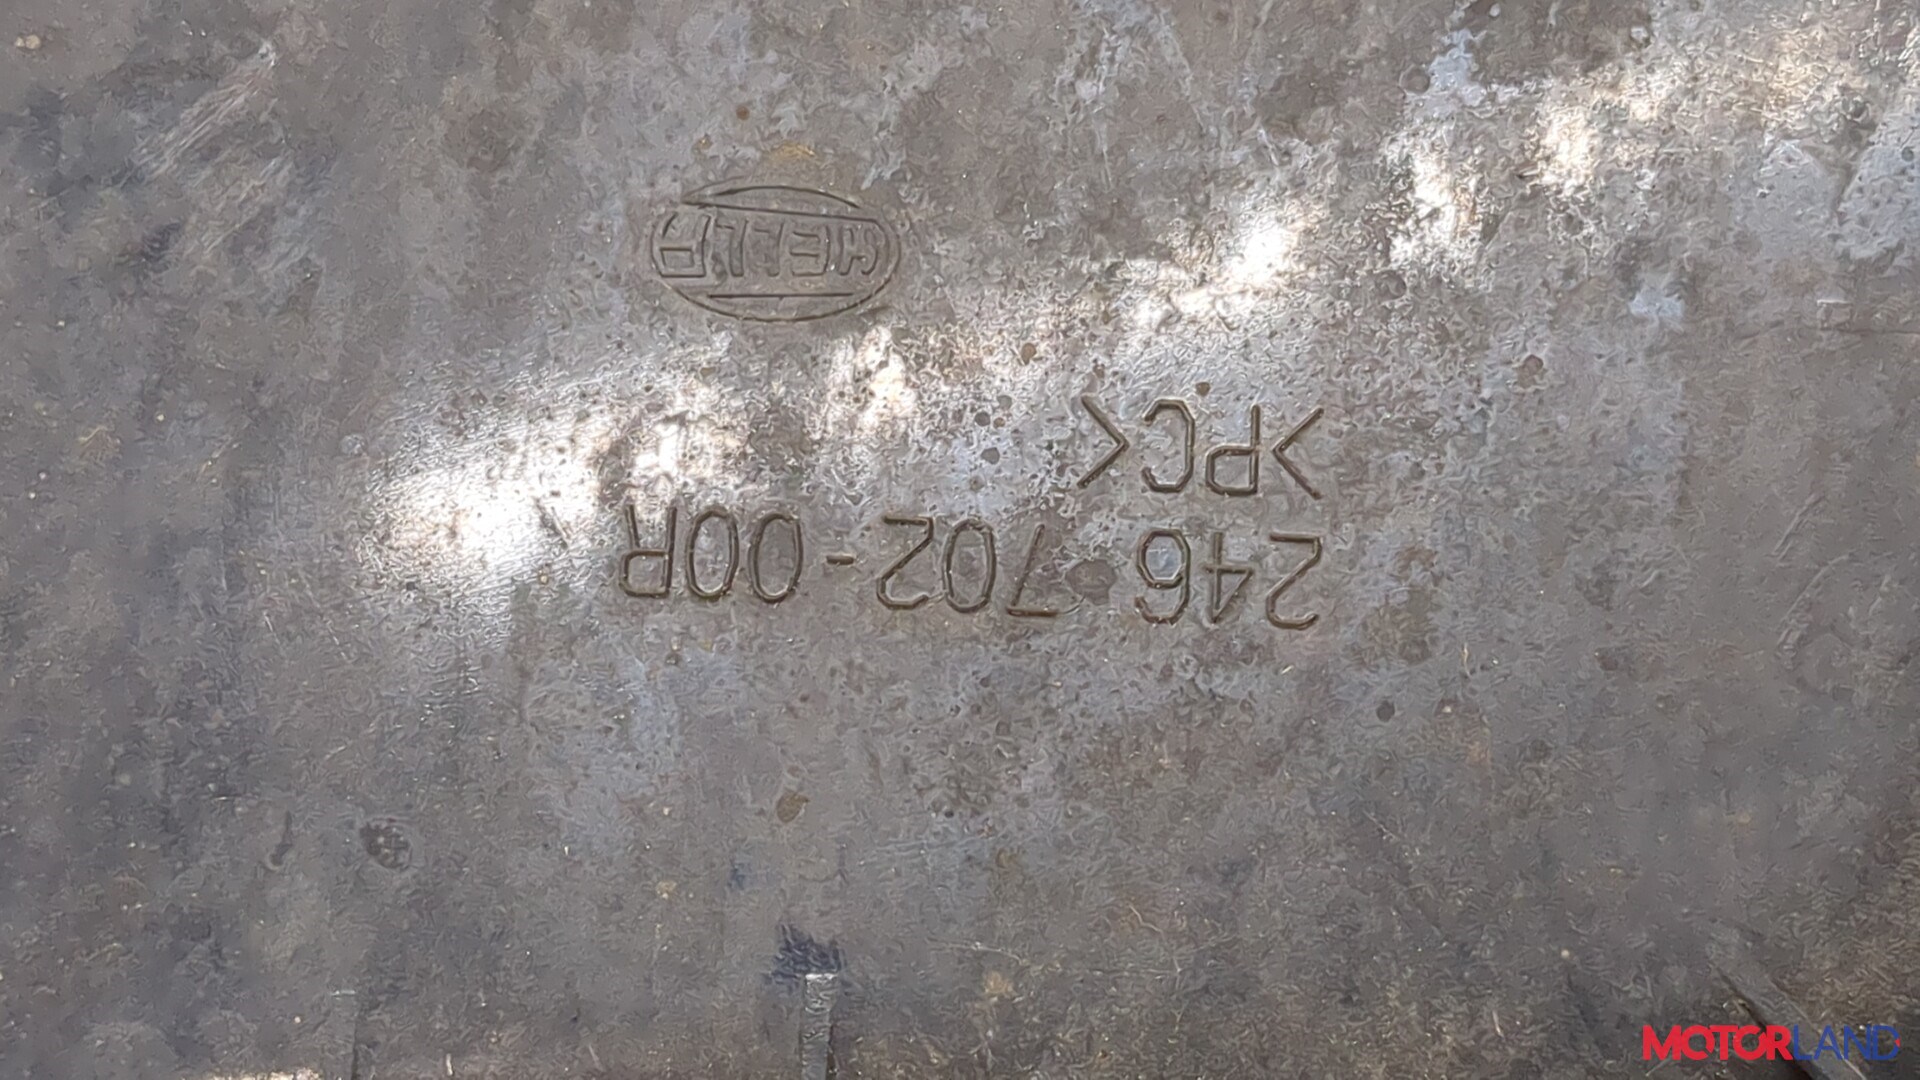 246 702-00R
>PC<
HELLA
MOTORLAND